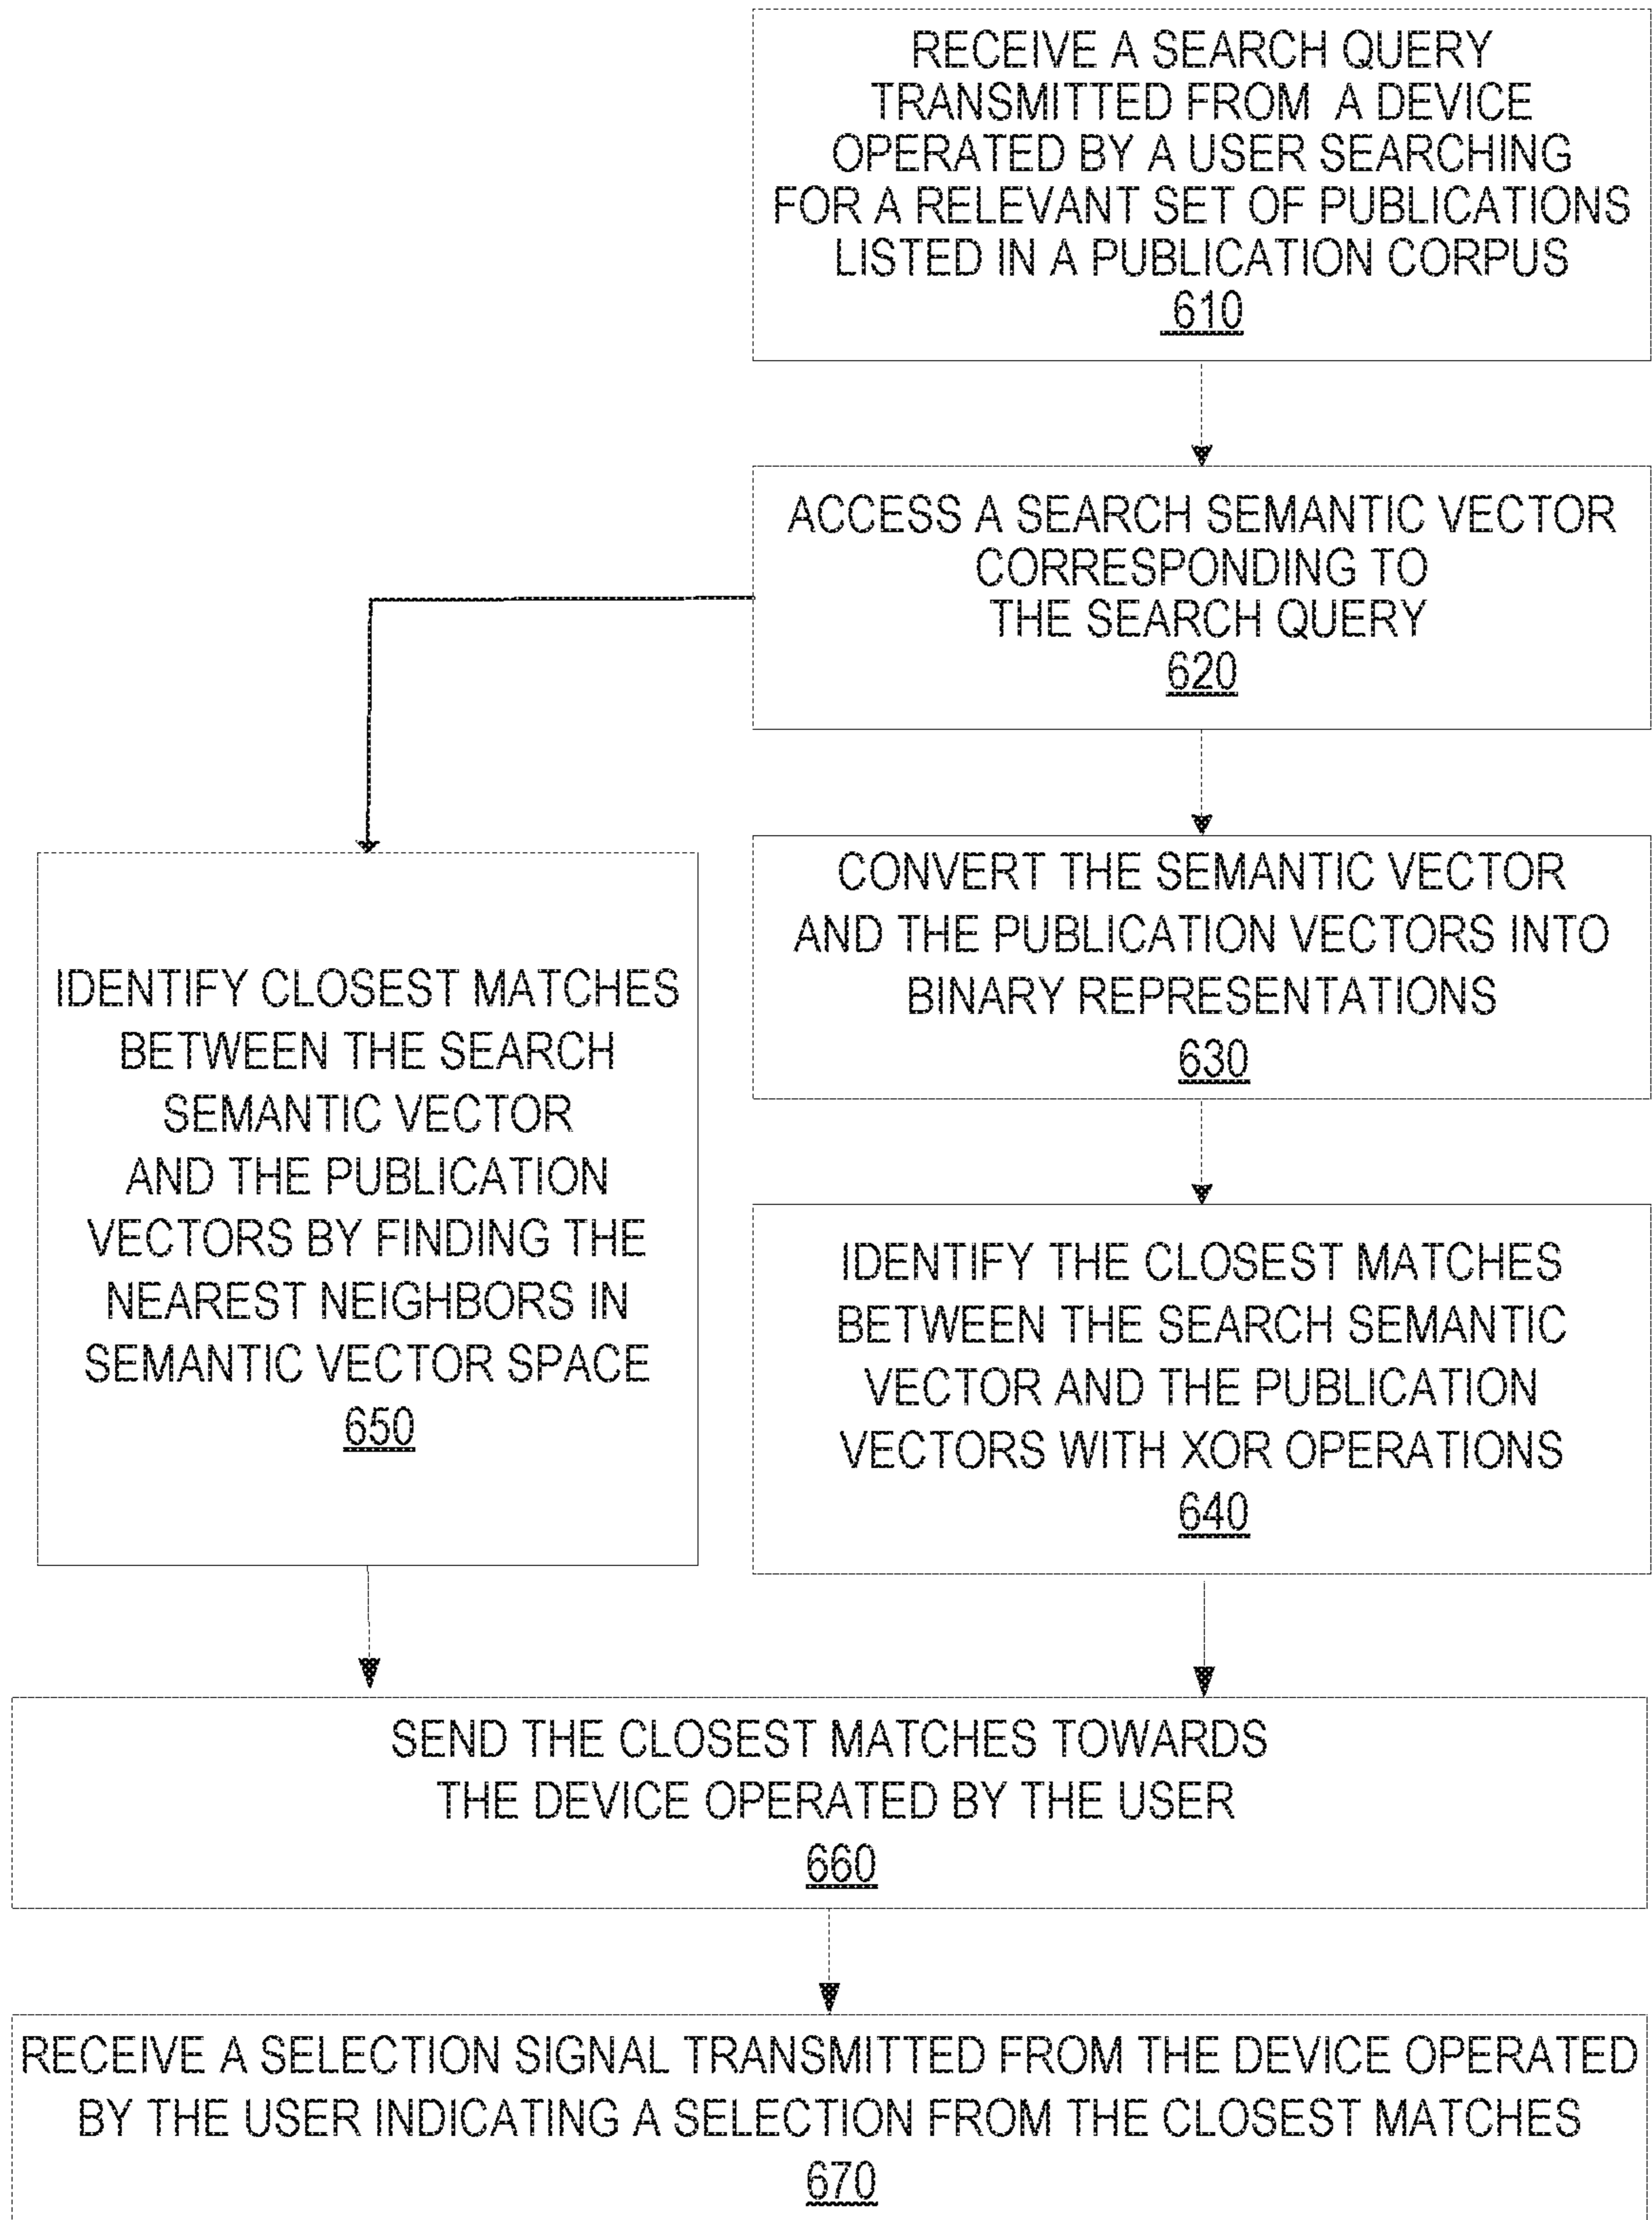 RECEIVE A SEARCH QUERY
TRANSMITTED FROM A DEVICE
OPERATED BY A USER SEARCHING
FOR A RELEVANT SET OF PUBLICATIONS
LISTED IN A PUBLICATION CORPUS
610
ACCESS A SEARCH SEMANTIC VECTOR
CORRESPONDING TO
THE SEARCH QUERY
620
CONVERT THE SEMANTIC VECTOR
AND THE PUBLICATION VECTORS INTO
BINARY REPRESENTATIONS
630
IDENTIFY THE CLOSEST MATCHES
BETWEEN THE SEARCH SEMANTIC
VECTOR AND THE PUBLICATION
VECTORS WITH XOR OPERATIONS
640
IDENTIFY CLOSEST MATCHES
BETWEEN THE SEARCH
SEMANTIC VECTOR
AND THE PUBLICATION
VECTORS BY FINDING THE
NEAREST NEIGHBORS IN
SEMANTIC VECTOR SPACE
650
SEND THE CLOSEST MATCHES TOWARDS
THE DEVICE OPERATED BY THE USER
660
RECEIVE A SELECTION SIGNAL TRANSMITTED FROM THE DEVICE OPERATED
BY THE USER INDICATING A SELECTION FROM THE CLOSEST MATCHES
670